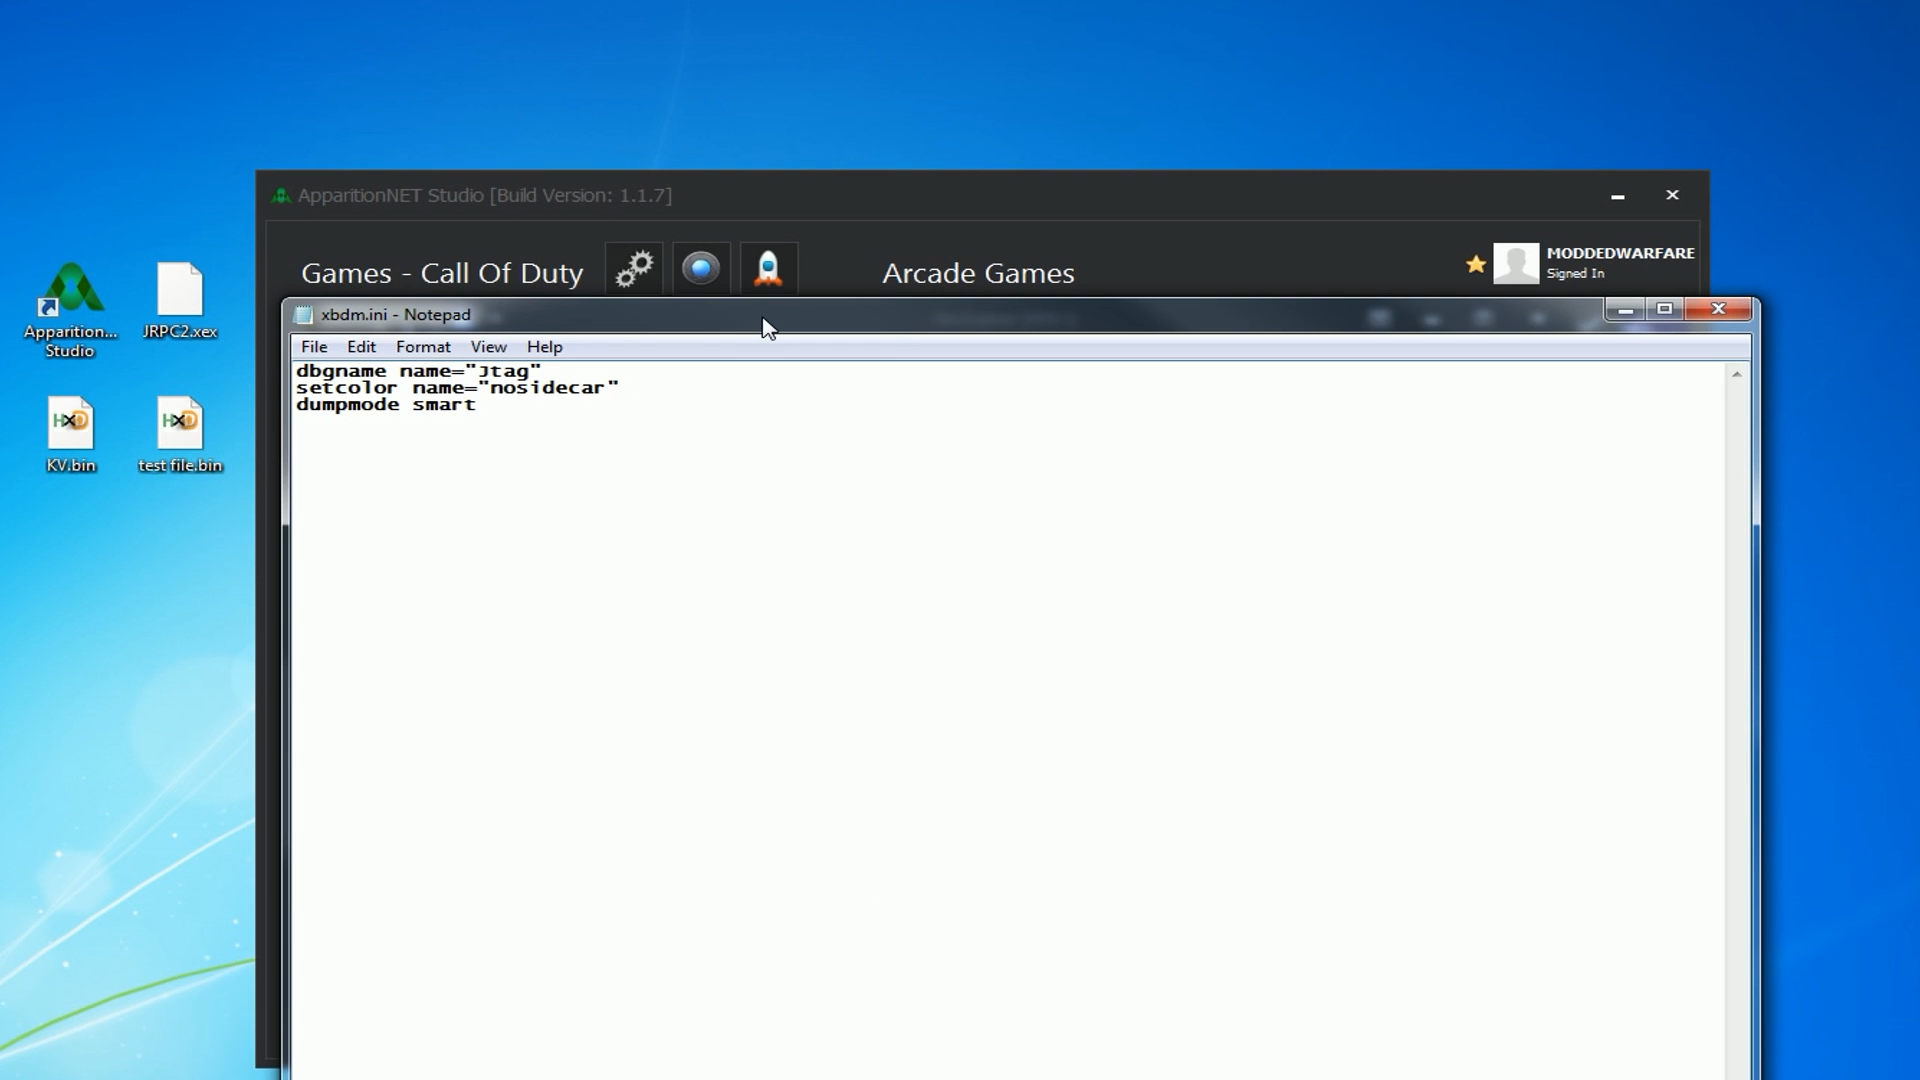 ApparitionNET Studio [Build Version: 1.1.7]
Games - Call Of Duty
Arcade Games
MODDEDWARFARE
Signed In
xbdm.ini - Notepad
File Edit Format View Help
dbgname name="Jtag"
setcolor name="nosidecar"
dumpmode smart
Apparition...
Studio
JRPC2.xex
HxD
KV.bin
HxD
test file.bin